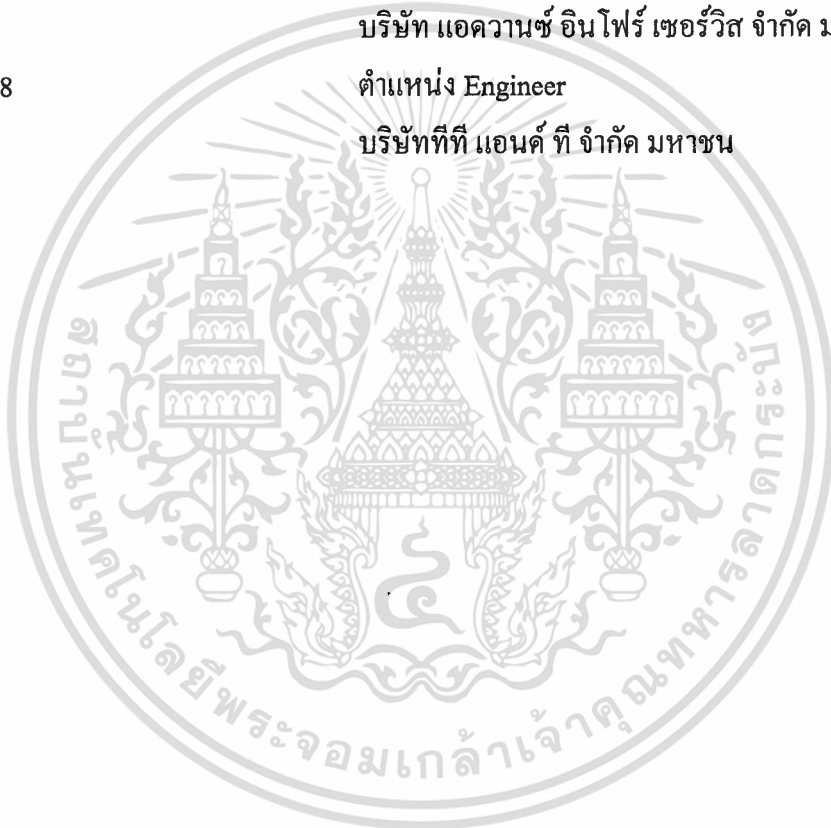 บริษัท แอดวานซ์ อินโฟร์ เซอร์วิส จำกัด ม
8 ตำแหน่ง Engineer
บริษัททีที แอนด์ ที จำกัด มหาชน
สถาบันเทคโนโลยีพระจอมเกล้าเจ้าคุณทหารลาดกระบัง
๔